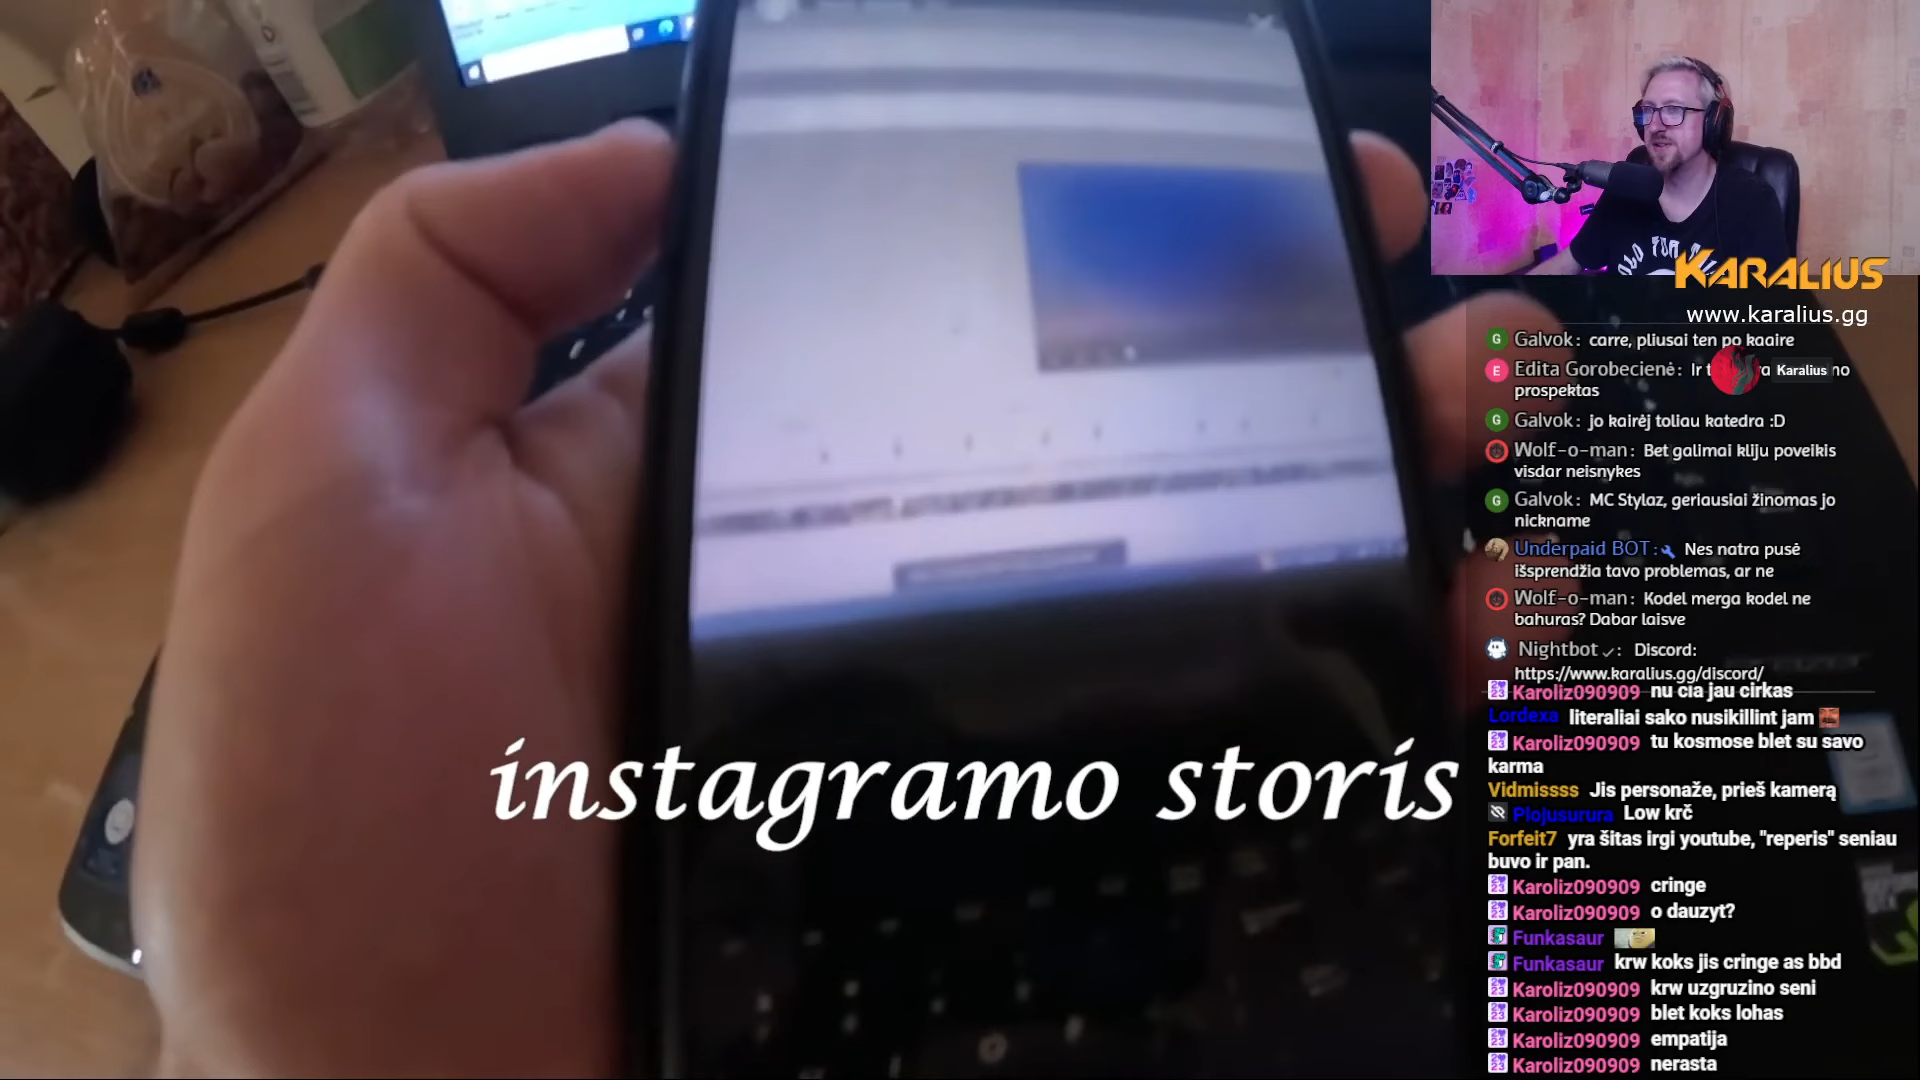 KARALIUS
www.karalius.gg
Galvok: carre, pliusai ten po kaaire
Edita Gorobecienė: Ir
Karalius
no
prospektas
Galvok: jo kairėj toliau katedra :D
Wolf-o-man: Bet galimai kliju poveikis
visdar neisnykes
Galvok: MC Stylaz, geriausiai žinomas jo
nickname
Underpaid BOT: Nes natra pusė
išsprendžia tavo problemas, ar ne
Wolf-o-man: Kodel merga kodel ne
bahuras? Dabar laisve
Nightbot: Discord:
https://www.karalius.gg/discord/
Karoliz090909 nu cia jau cirkas
Lordexa literaliai sako nusikillint jam
Karoliz090909 tu kosmose blet su savo
karma
Vidmissss Jis personaže, prieš kamerą
Plojusurura Low krč
Forfeit7 yra šitas irgi youtube, "reperis" seniau
buvo ir pan.
Karoliz090909 cringe
Karoliz090909 o dauzyt?
Funkasaur
Funkasaur krw koks jis cringe as bbd
Karoliz090909 krw uzgruzino seni
Karoliz090909 blet koks lohas
Karoliz090909 empatija
Karoliz090909 nerasta
instagramo storis